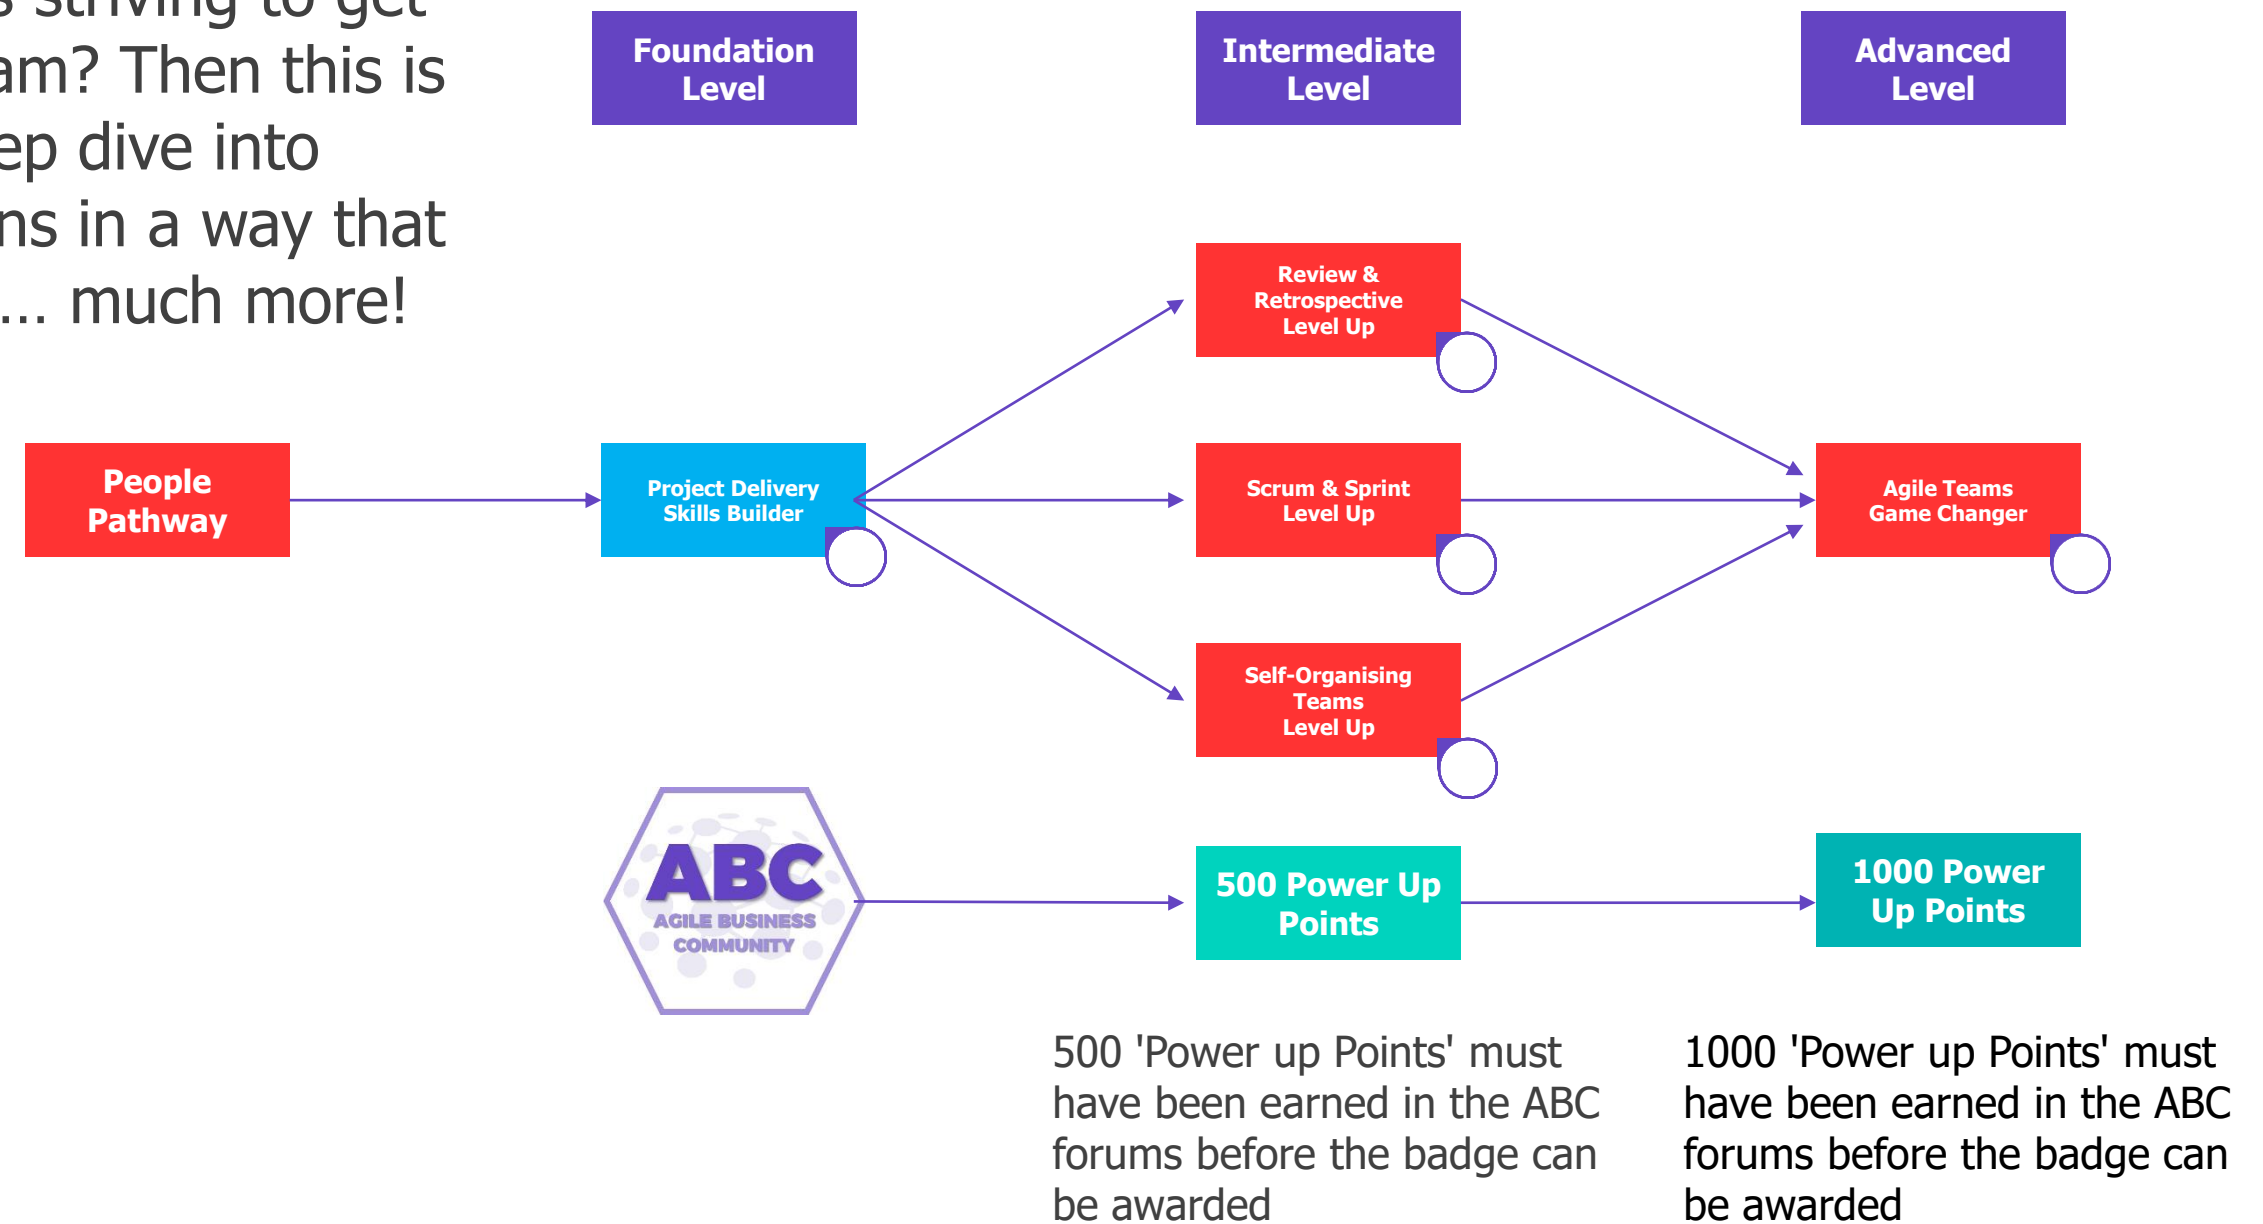 s striving to get
am? Then this is
ep dive into
ns in a way that
… much more!
Foundation
Level
Intermediate
Level
Advanced
Level
Review &
Retrospective
Level Up
People
Pathway
Project Delivery
Skills Builder
Scrum & Sprint
Level Up
Agile Teams
Game Changer
Self-Organising
Teams
Level Up
ABC
AGILE BUSINESS
COMMUNITY
500 Power Up
Points
1000 Power
Up Points
500 'Power up Points' must
have been earned in the ABC
forums before the badge can
be awarded
1000 'Power up Points' must
have been earned in the ABC
forums before the badge can
be awarded